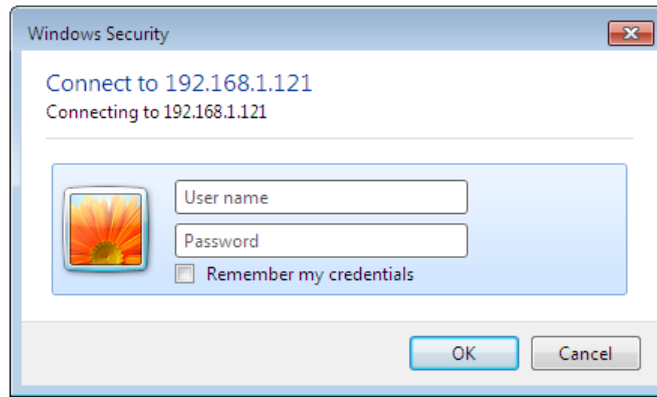 Windows Security
Connect to 192.168.1.121
Connecting to 192.168.1.121
User name
Password
Remember my credentials
OK
Cancel